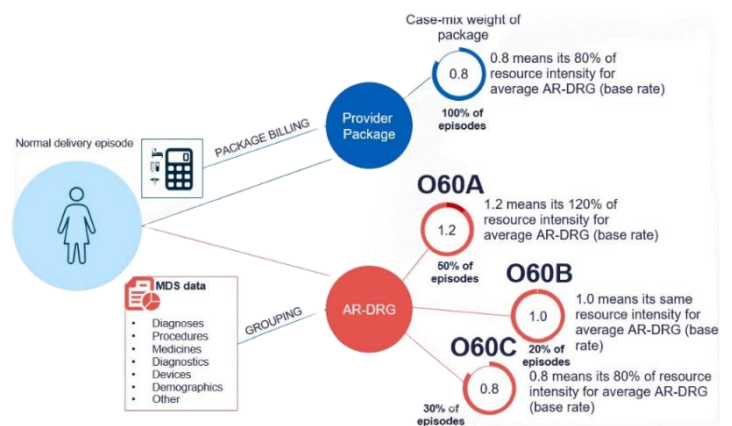 Case-mix weight of
package
0.8
0.8 means its 80% of
resource intensity for
average AR-DRG (base rate)
100% of
episodes
Provider
Package
PACKAGE BILLING
Normal delivery episode
O60A
1.2
1.2 means its 120% of
resource intensity for
average AR-DRG (base rate)
50% of
episodes
MDS data
• Diagnoses
• Procedures
• Medicines
• Diagnostics
• Devices
• Demographics
• Other
GROUPING
AR-DRG
O60B
1.0
1.0 means its same
resource intensity for
average AR-DRG (base
rate)
20% of
episodes
O60C
0.8
0.8 means its 80% of resource
intensity for average AR-DRG
(base rate)
30% of
episodes